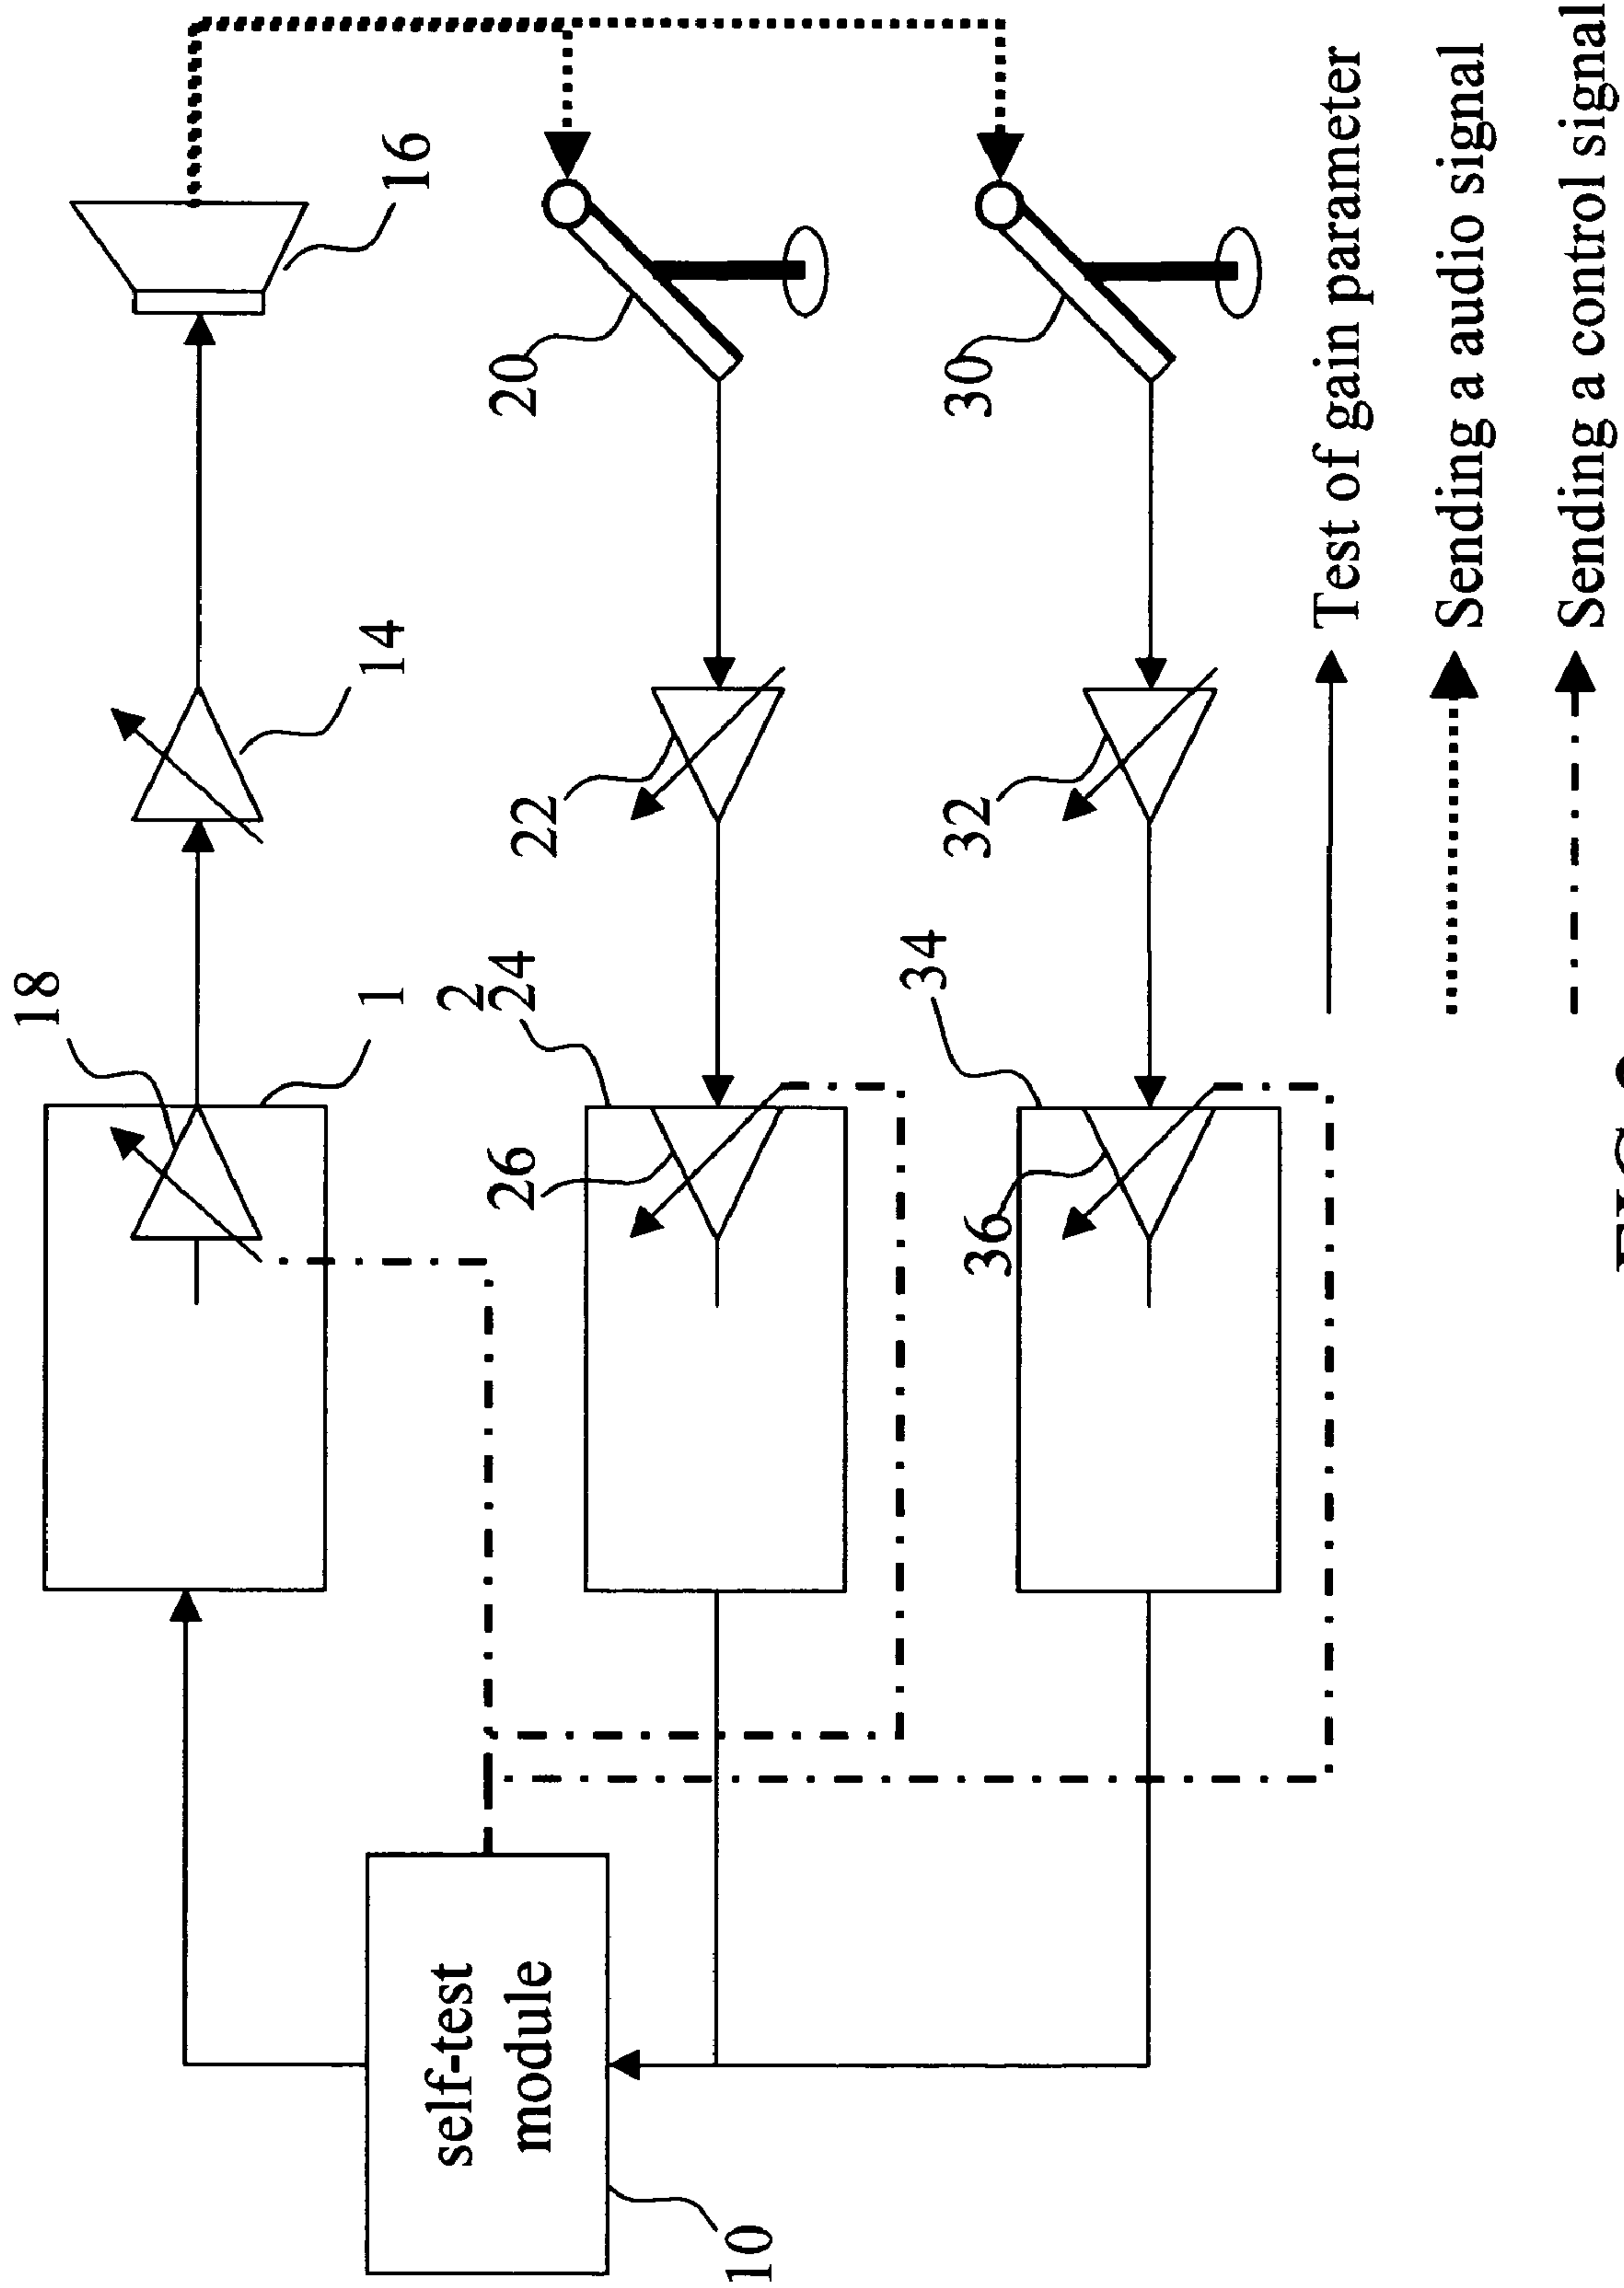 18
1
14
16
2
24
26
22
20
34
36
32
30
self-test
module
10
Test of gain parameter
Sending a audio signal
Sending a control signal